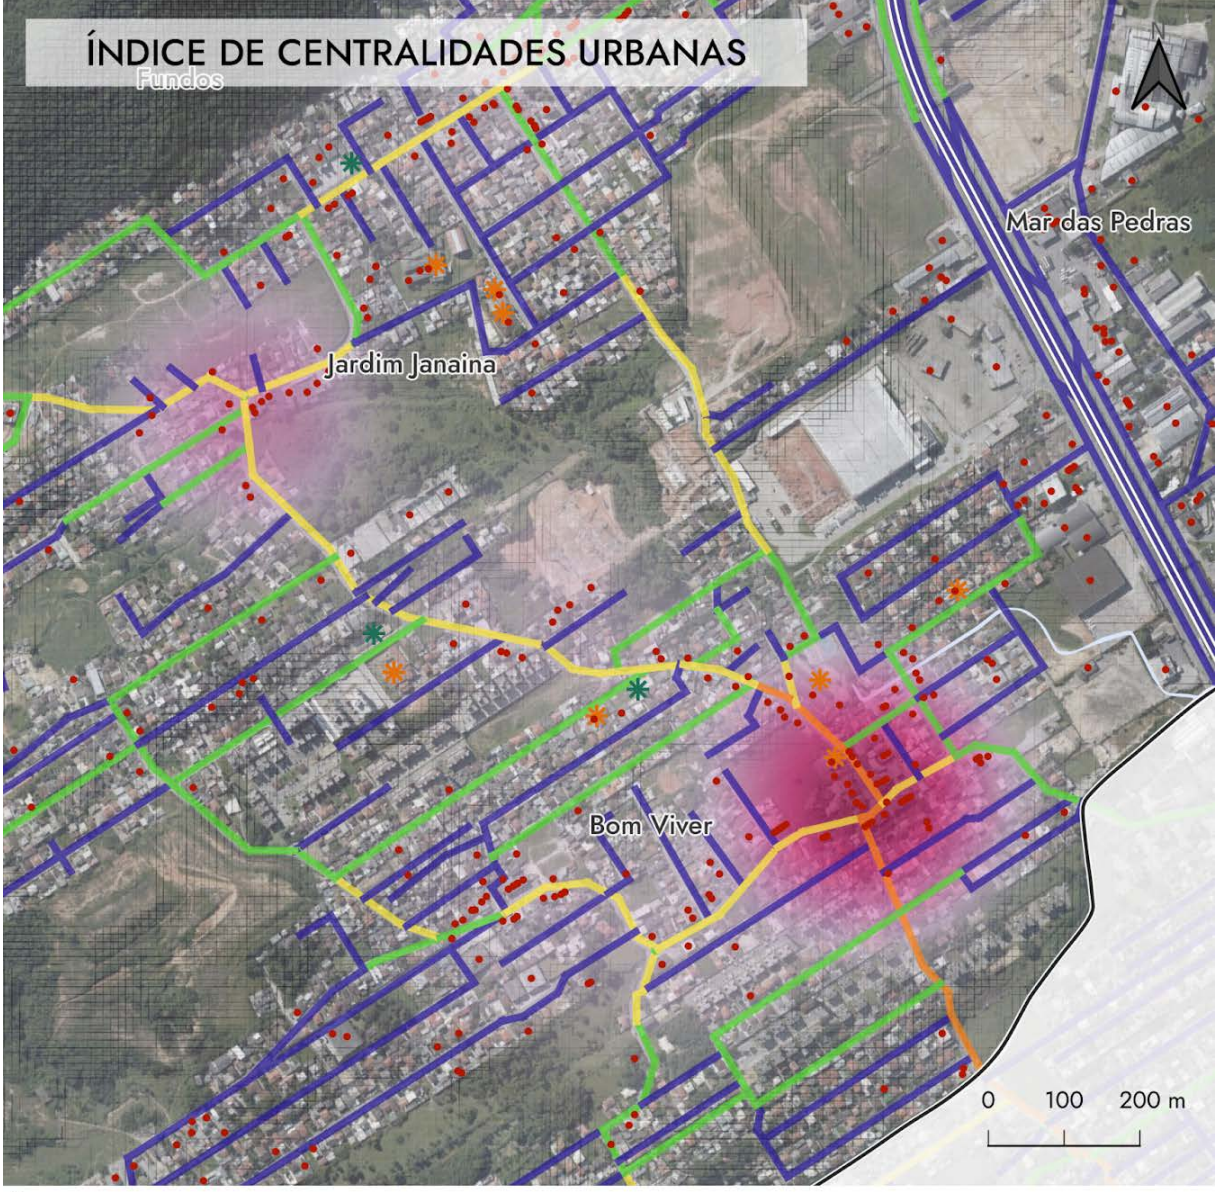 ÍNDICE DE CENTRALIDADES URBANAS
Fundos
N
Mar das Pedras
Jardim Janaina
Bom Viver
0 100 200 m